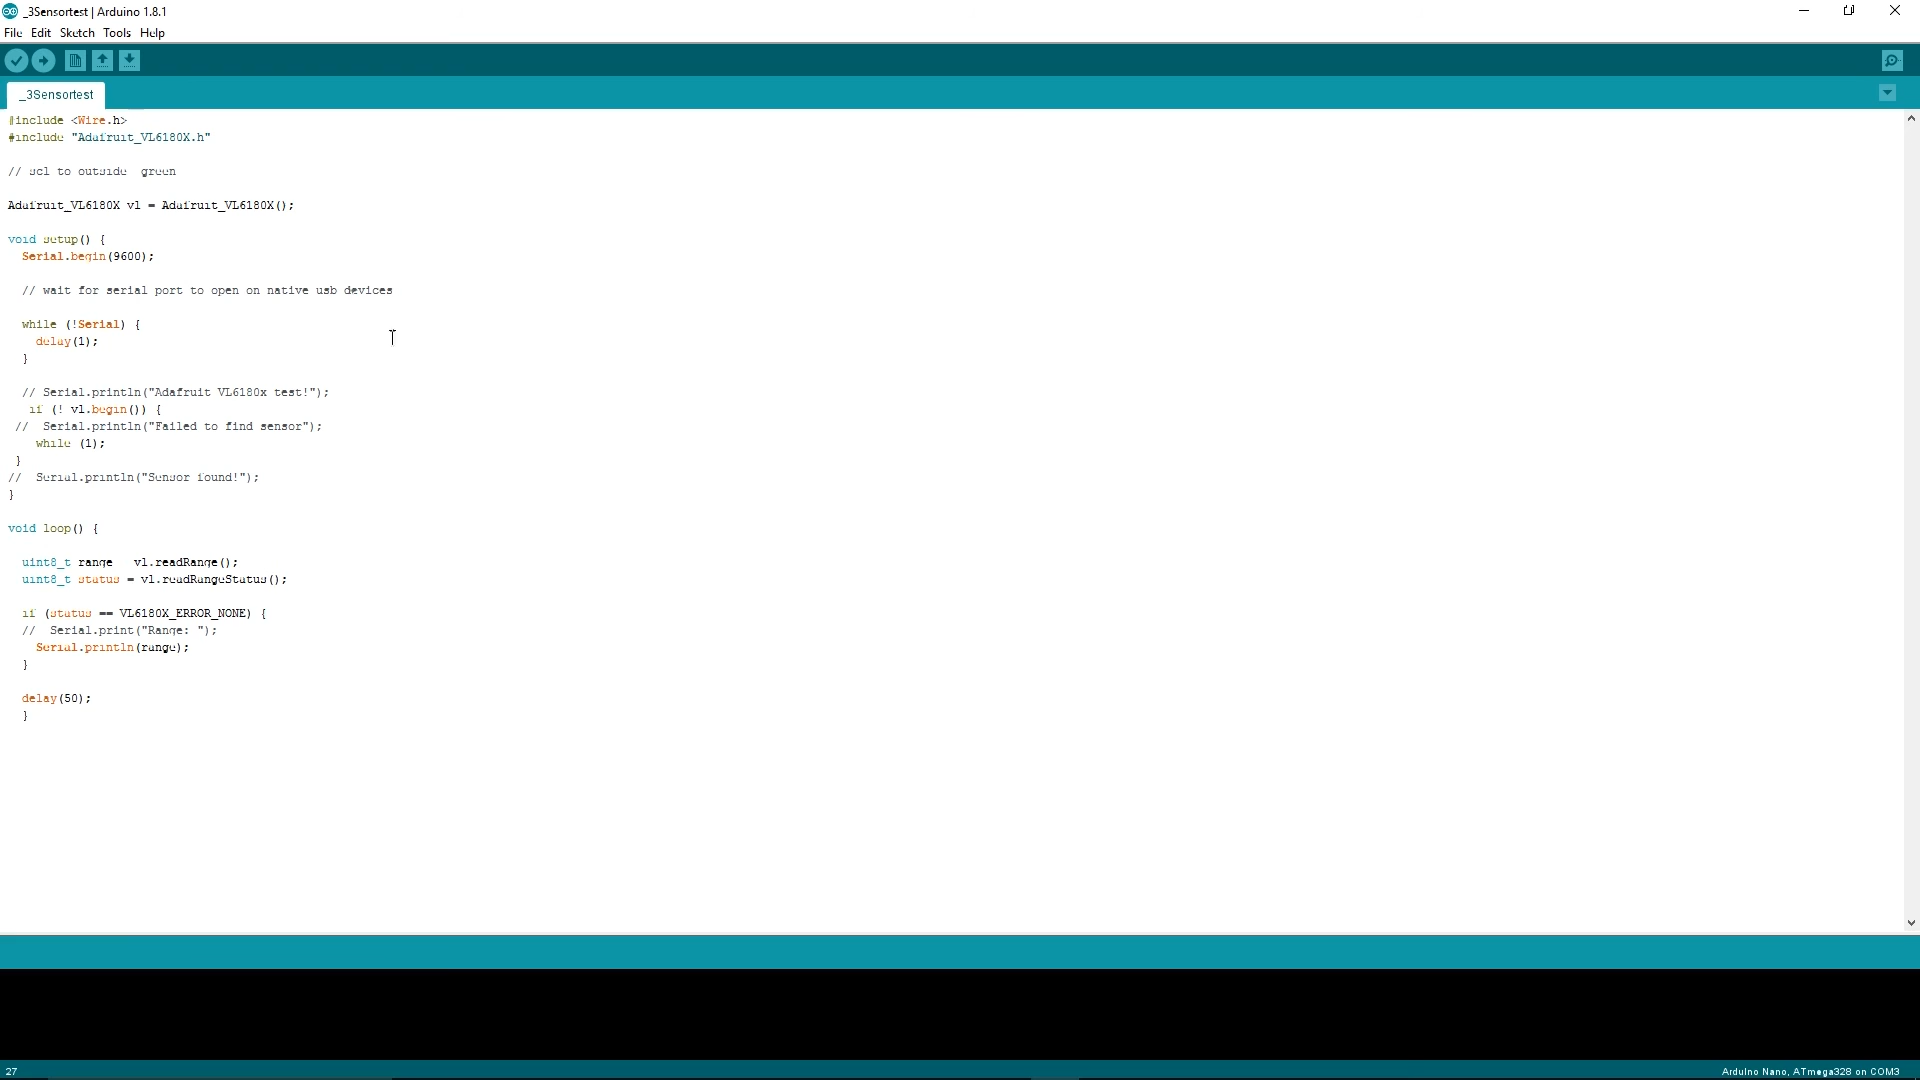 _3Sensortest | Arduino 1.8.1
File Edit Sketch Tools Help
_3Sensortest
#include <Wire.h>
#include "Adafruit_VL6180X.h"
// scl to outside  green
Adafruit_VL6180X vl = Adafruit_VL6180X();
void setup() {
  Serial.begin(9600);
  // wait for serial port to open on native usb devices
  while (!Serial) {
    delay(1);
  }
  // Serial.println("Adafruit VL6180x test!");
   if (! vl.begin()) {
 //  Serial.println("Failed to find sensor");
    while (1);
 }
//  Serial.println("Sensor found!");
}
void loop() {
  uint8_t range = vl.readRange();
  uint8_t status = vl.readRangeStatus();
  if (status == VL6180X_ERROR_NONE) {
  //  Serial.print("Range: ");
    Serial.println(range);
  }
  delay(50);
  }
27
Arduino Nano, ATmega328 on COM3